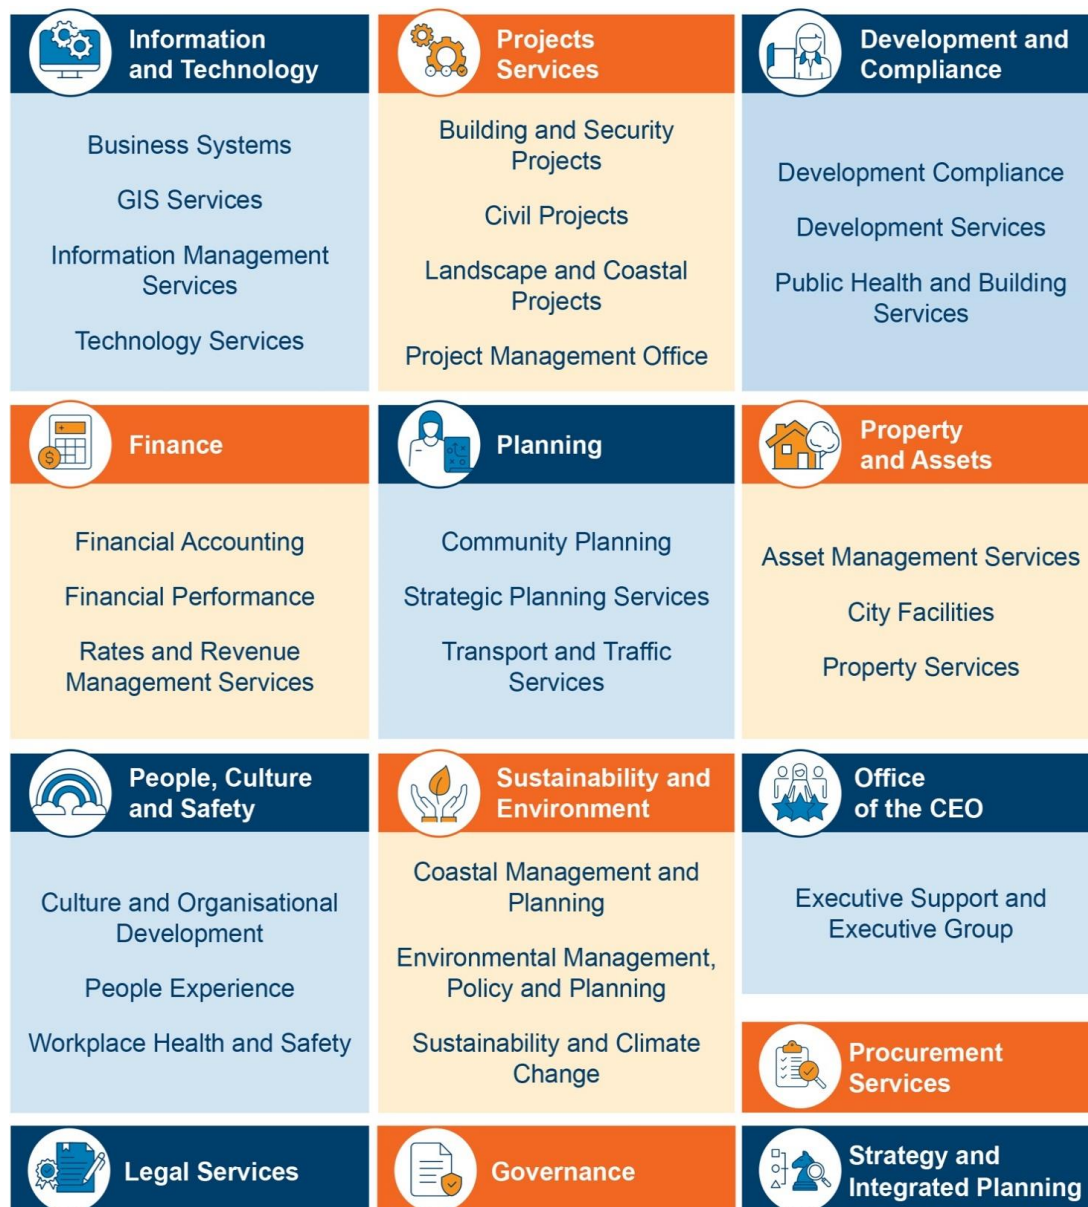 Information
and Technology
Business Systems
GIS Services
Information Management
Services
Technology Services
Projects
Services
Building and Security
Projects
Civil Projects
Landscape and Coastal
Projects
Project Management Office
Development and
Compliance
Development Compliance
Development Services
Public Health and Building
Services
Finance
Financial Accounting
Financial Performance
Rates and Revenue
Management Services
Planning
Community Planning
Strategic Planning Services
Transport and Traffic
Services
Property
and Assets
Asset Management Services
City Facilities
Property Services
People, Culture
and Safety
Culture and Organisational
Development
People Experience
Workplace Health and Safety
Sustainability and
Environment
Coastal Management and
Planning
Environmental Management,
Policy and Planning
Sustainability and Climate
Change
Office
of the CEO
Executive Support and
Executive Group
Procurement
Services
Legal Services
Governance
Strategy and
Integrated Planning